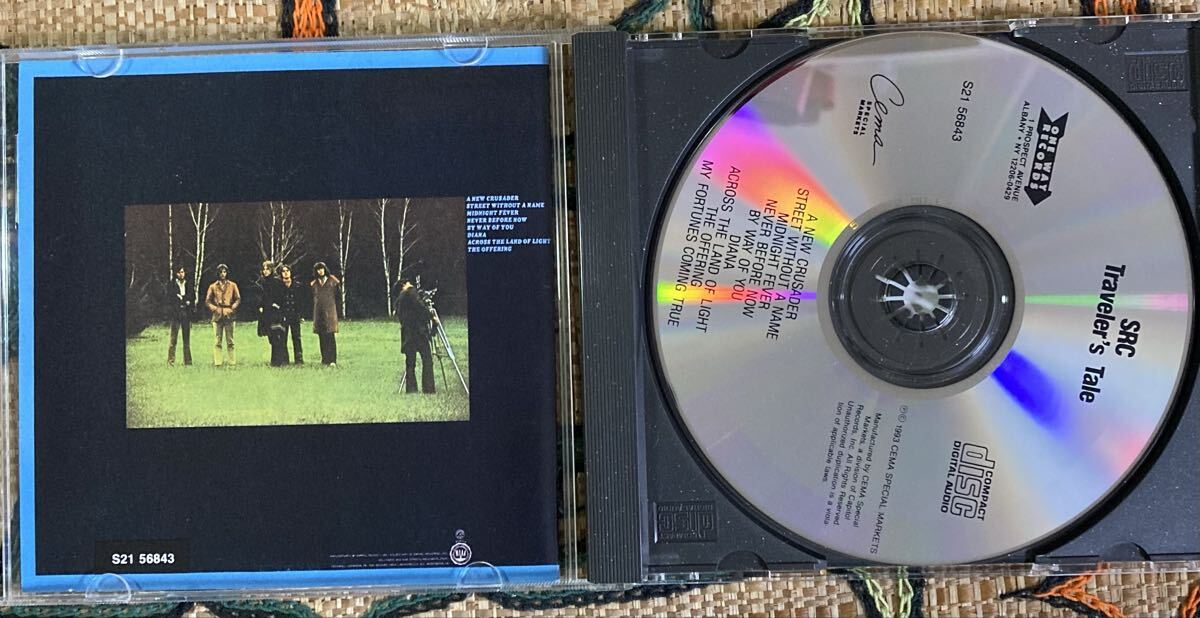 A NEW CRUSADER
STREET WITHOUT A NAME
MIDNIGHT FEVER
NEVER BEFORE NOW
BY WAY OF YOU
DIANA
ACROSS THE LAND OF LIGHT
THE OFFERING
S21 56843
ONE WAY
RECORDS
1 PROSPECT AVENUE
ALBANY • NY 12206-0429
S21 56843
Cema
SPECIAL
MARKETS
SRC
Traveler's Tale
A NEW CRUSADER
STREET WITHOUT A NAME
MIDNIGHT FEVER
NEVER BEFORE NOW
BY WAY OF YOU
DIANA
ACROSS THE LAND OF LIGHT
THE OFFERING
MY FORTUNES COMING TRUE
COMPACT
disc
DIGITAL AUDIO
℗© 1993 CEMA SPECIAL MARKETS
Manufactured by CEMA Special
Markets, a division of Capitol
Records, Inc. All Rights Reserved
Unauthorized duplication is a viola-
tion of applicable laws.